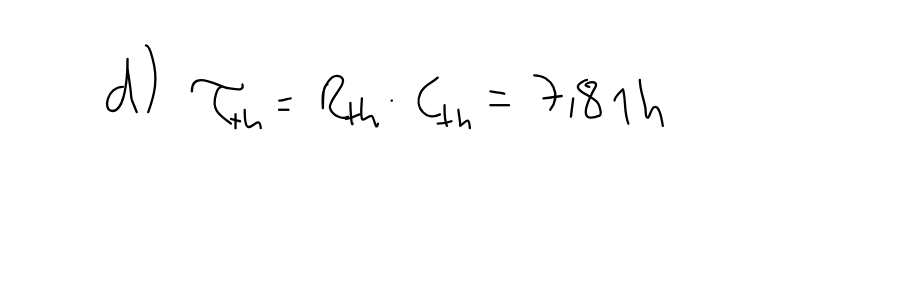 d) τth = Rth · Cth = 7,81h